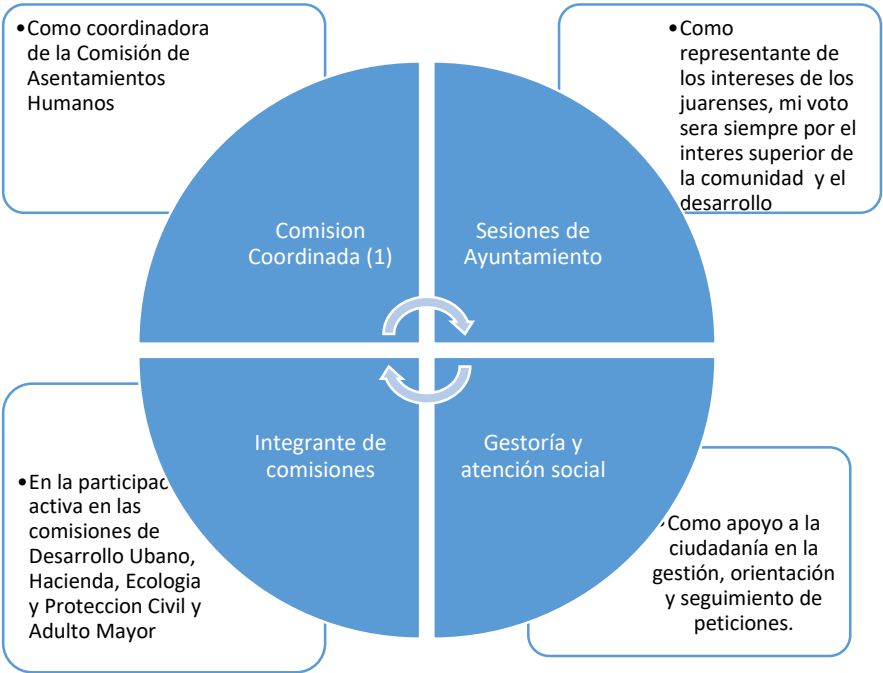 •Como coordinadora
de la Comisión de
Asentamientos
Humanos
•Como
representante de
los intereses de los
juarenses, mi voto
sera siempre por el
interes superior de
la comunidad y el
desarrollo
Comision
Coordinada (1)
Sesiones de
Ayuntamiento
Integrante de
comisiones
Gestoría y
atención social
•En la participac
activa en las
comisiones de
Desarrollo Ubano,
Hacienda, Ecologia
y Proteccion Civil y
Adulto Mayor
•Como apoyo a la
ciudadanía en la
gestión, orientación
y seguimiento de
peticiones.